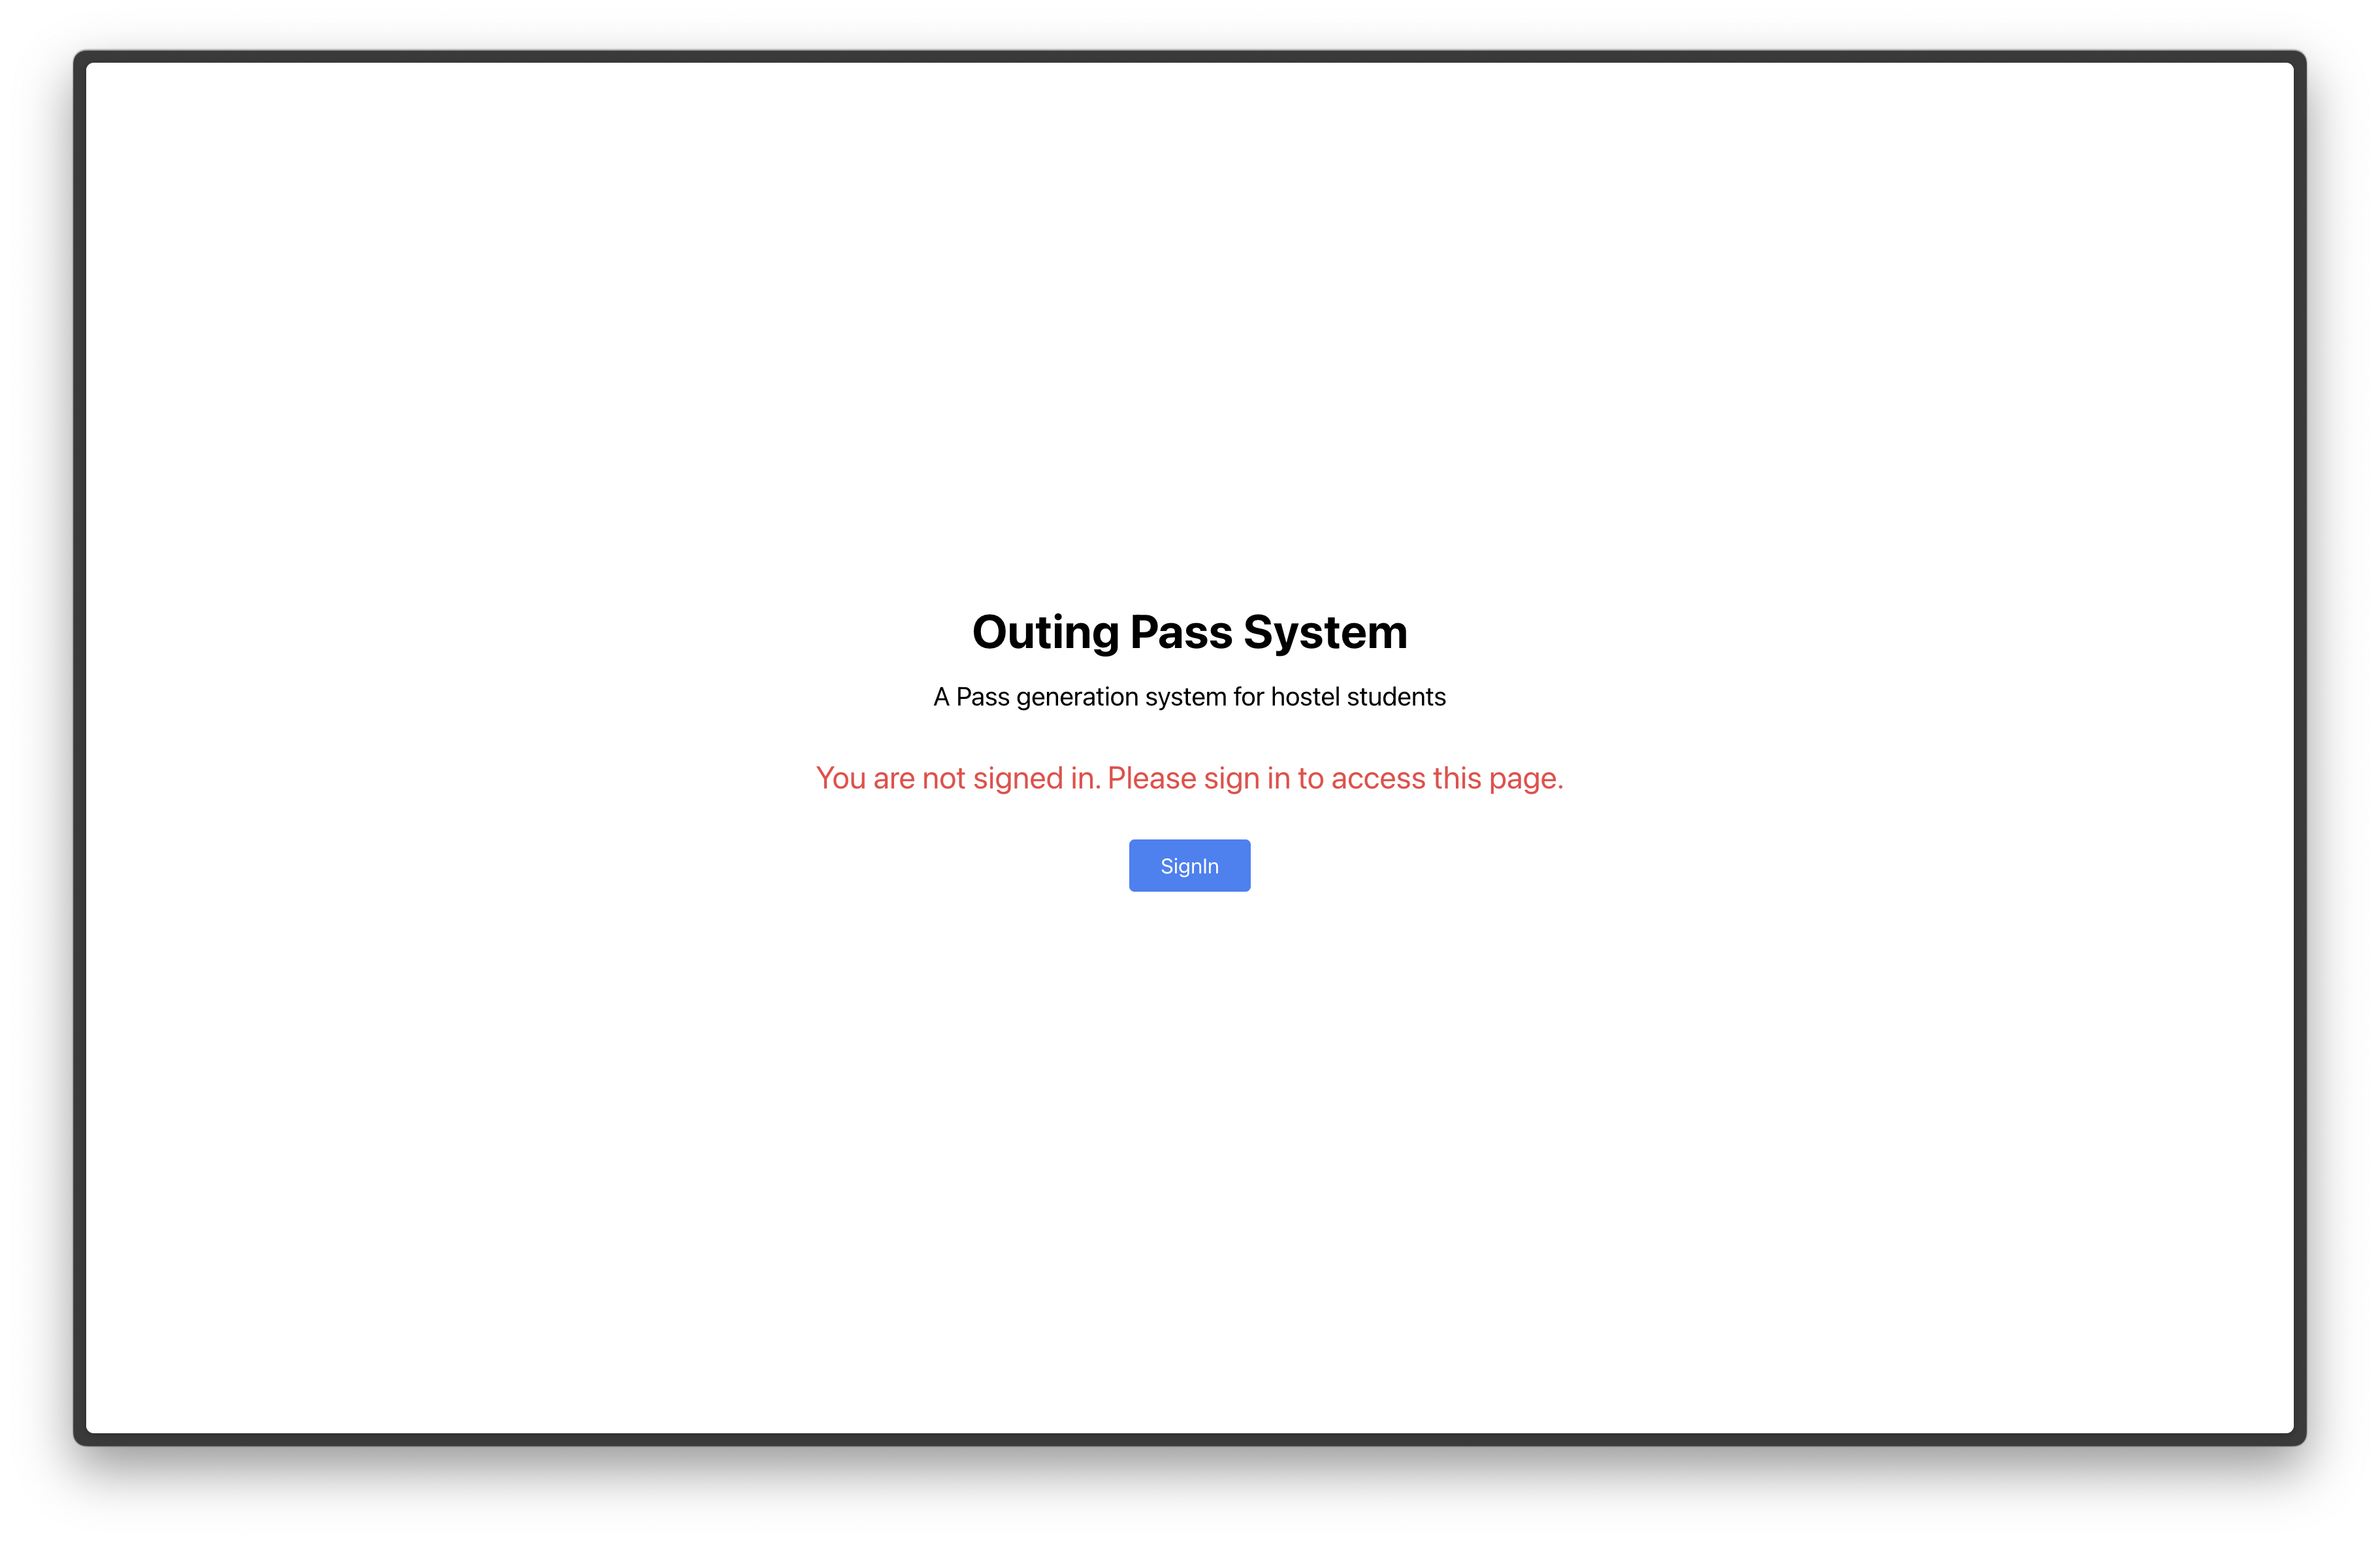 Outing Pass System
A Pass generation system for hostel students
You are not signed in. Please sign in to access this page.
SignIn